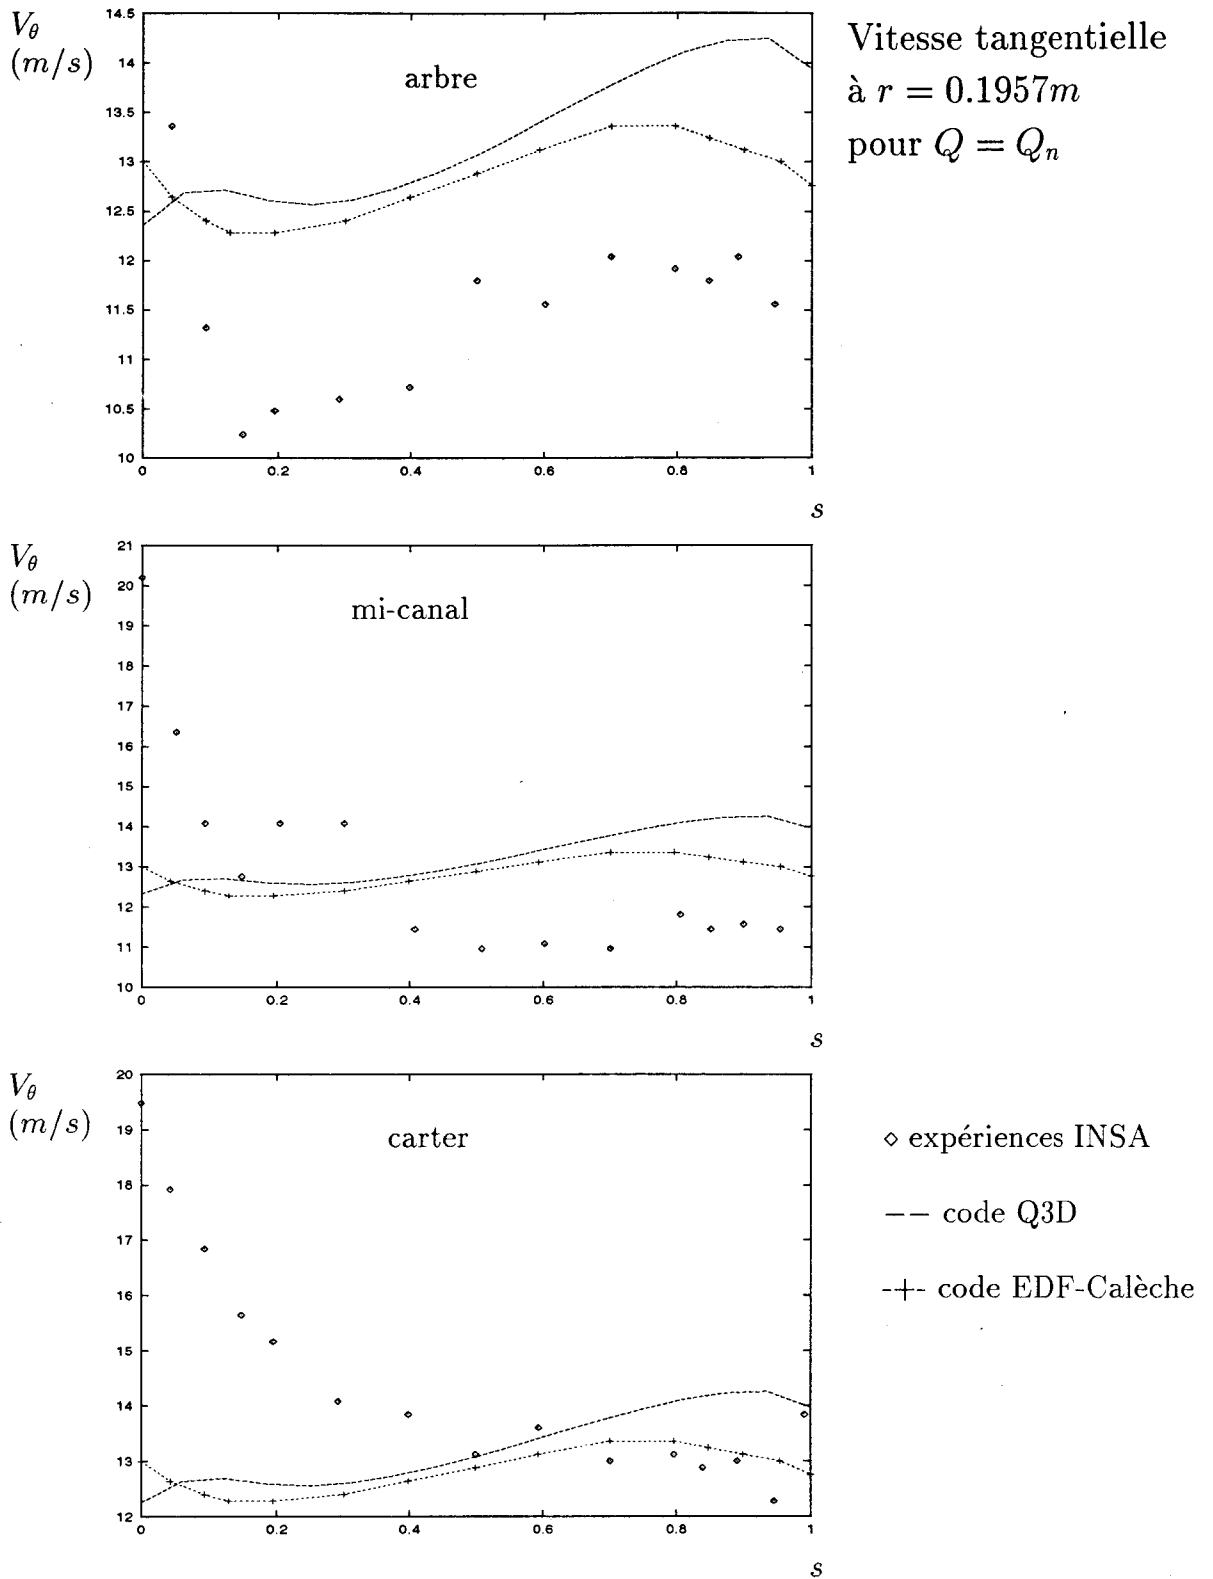 V_θ
(m/s)
14.5
14
13.5
13
12.5
12
11.5
11
10.5
10
arbre
0 0.2 0.4 0.6 0.8 1
s
Vitesse tangentielle
à r = 0.1957m
pour Q = Q_n
V_θ
(m/s)
21
20
19
18
17
16
15
14
13
12
11
10
mi-canal
0 0.2 0.4 0.6 0.8 1
s
V_θ
(m/s)
20
19
18
17
16
15
14
13
12
carter
0 0.2 0.4 0.6 0.8 1
s
◇ expériences INSA
−− code Q3D
-+- code EDF-Calèche